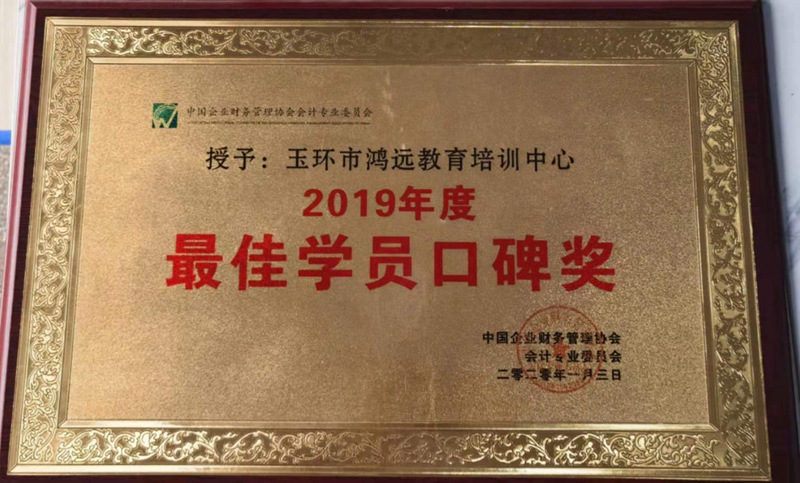 中国企业财务管理协会会计专业委员会
授予：玉环市鸿远教育培训中心
2019年度
最佳学员口碑奖
中国企业财务管理协会
会计专业委员会
二零二零年一月三日